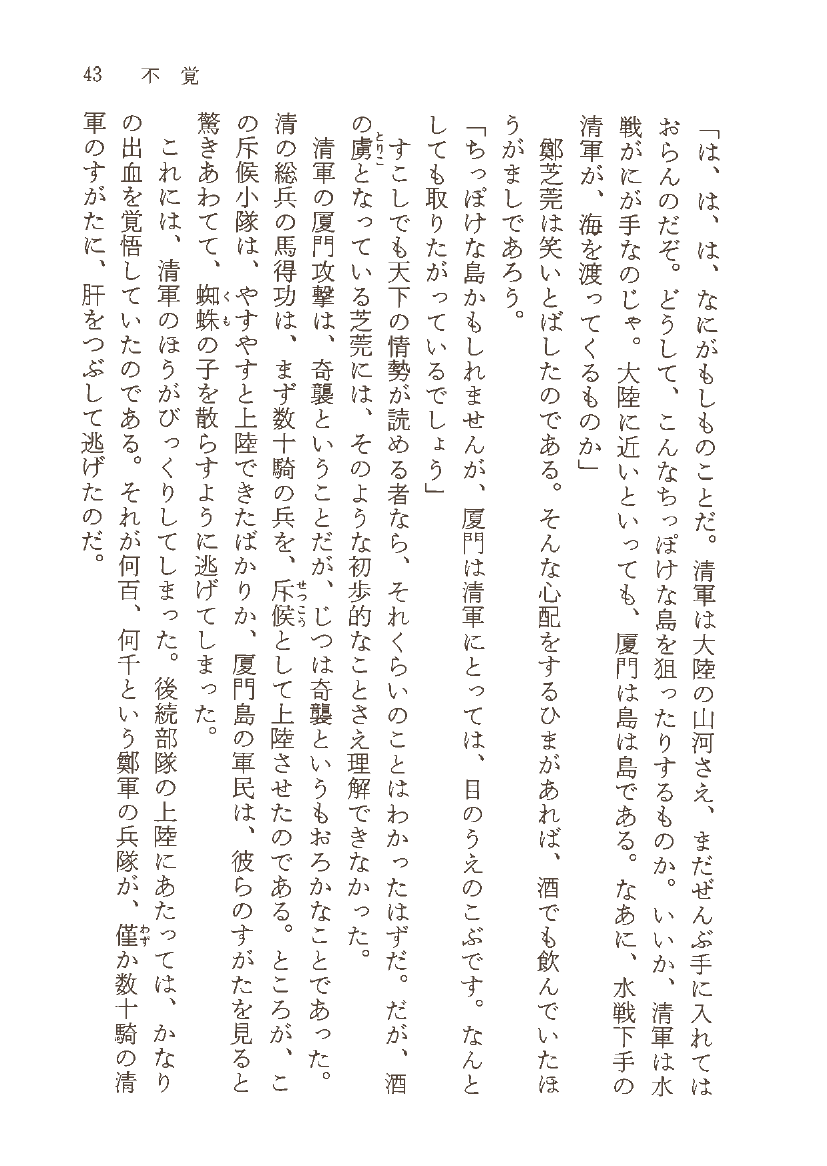 43　不覚
「は、は、は、なにがもしものことだ。清軍は大陸の山河さえ、まだぜんぶ手に入れては
おらんのだぞ。どうして、こんなちっぽけな島を狙ったりするものか。いいか、清軍は水
戦がにが手なのじゃ。大陸に近いといっても、厦門は島は島である。なあに、水戦下手の
清軍が、海を渡ってくるものか」
鄭芝莞は笑いとばしたのである。そんな心配をするひまがあれば、酒でも飲んでいたほ
うがましであろう。
「ちっぽけな島かもしれませんが、厦門は清軍にとっては、目のうえのこぶです。なんと
しても取りたがっているでしょう」
すこしでも天下の情勢が読める者なら、それくらいのことはわかったはずだ。だが、酒
の虜となっている芝莞には、そのような初歩的なことさえ理解できなかった。
とりこ
清軍の厦門攻撃は、奇襲ということだが、じつは奇襲というもおろかなことであった。
清の総兵の馬得功は、まず数十騎の兵を、斥候として上陸させたのである。ところが、こ
せっこう
の斥候小隊は、やすやすと上陸できたばかりか、厦門島の軍民は、彼らのすがたを見ると
驚きあわてて、蜘蛛の子を散らすように逃げてしまった。
くも
これには、清軍のほうがびっくりしてしまった。後続部隊の上陸にあたっては、かなり
の出血を覚悟していたのである。それが何百、何千という鄭軍の兵隊が、僅か数十騎の清
わず
軍のすがたに、肝をつぶして逃げたのだ。